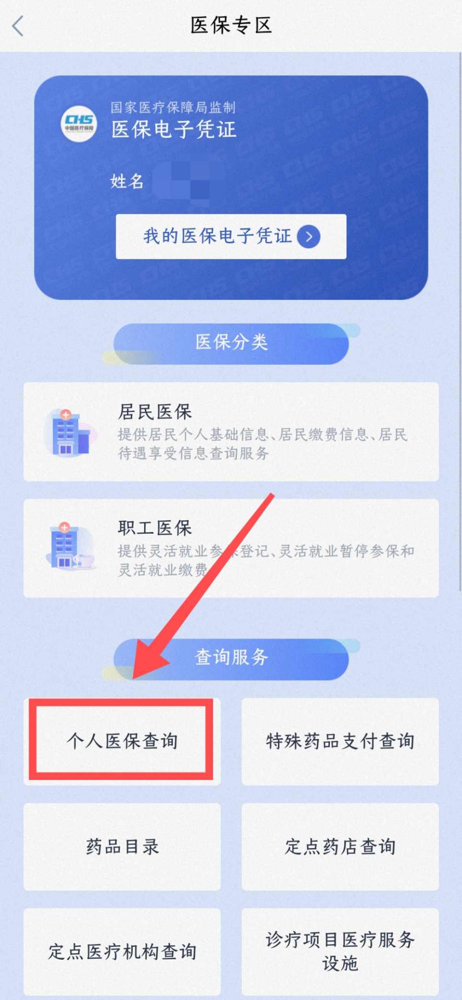 医保专区
国家医疗保障局监制
CHS
中国医疗保障
医保电子凭证
姓名
我的医保电子凭证
医保分类
居民医保
提供居民个人基础信息、居民缴费信息、居民
待遇享受信息查询服务
职工医保
提供灵活就业参保登记、灵活就业暂停参保和
灵活就业缴费
查询服务
个人医保查询
特殊药品支付查询
药品目录
定点药店查询
定点医疗机构查询
诊疗项目医疗服务
设施